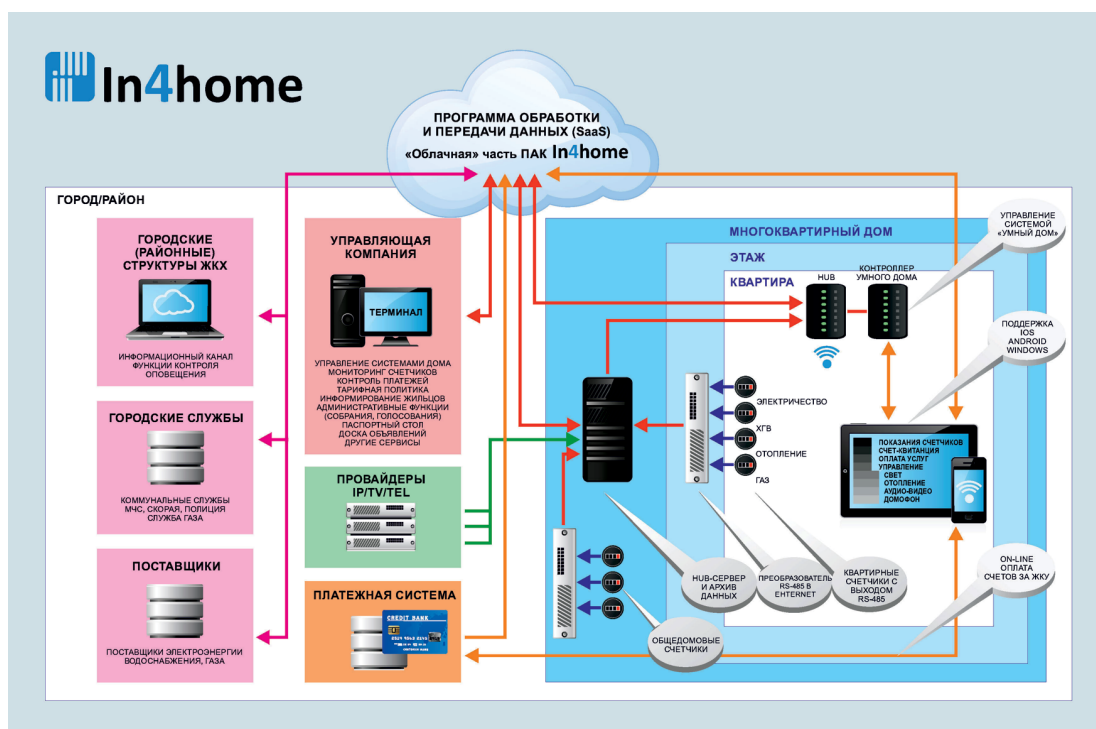 In4home
ПРОГРАММА ОБРАБОТКИ
И ПЕРЕДАЧИ ДАННЫХ (SaaS)
«Облачная» часть ПАК In4home
ГОРОД/РАЙОН
ГОРОДСКИЕ
(РАЙОННЫЕ)
СТРУКТУРЫ ЖКХ
ИНФОРМАЦИОННЫЙ КАНАЛ
ФУНКЦИИ КОНТРОЛЯ
ОПОВЕЩЕНИЯ
ГОРОДСКИЕ СЛУЖБЫ
КОММУНАЛЬНЫЕ СЛУЖБЫ
МЧС, СКОРАЯ, ПОЛИЦИЯ
СЛУЖБА ГАЗА
ПОСТАВЩИКИ
ПОСТАВЩИКИ ЭЛЕКТРОЭНЕРГИИ
ВОДОСНАБЖЕНИЯ, ГАЗА
УПРАВЛЯЮЩАЯ
КОМПАНИЯ
ТЕРМИНАЛ
УПРАВЛЕНИЕ СИСТЕМАМИ ДОМА
МОНИТОРИНГ СЧЕТЧИКОВ
КОНТРОЛЬ ПЛАТЕЖЕЙ
ТАРИФНАЯ ПОЛИТИКА
ИНФОРМИРОВАНИЕ ЖИЛЬЦОВ
АДМИНИСТРАТИВНЫЕ ФУНКЦИИ
(СОБРАНИЯ, ГОЛОСОВАНИЯ)
ПАСПОРТНЫЙ СТОЛ
ДОСКА ОБЪЯВЛЕНИЙ
ДРУГИЕ СЕРВИСЫ
ПРОВАЙДЕРЫ
IP/TV/TEL
ПЛАТЕЖНАЯ СИСТЕМА
CREDIT BANK
МНОГОКВАРТИРНЫЙ ДОМ
ЭТАЖ
КВАРТИРА
HUB
КОНТРОЛЛЕР
УМНОГО ДОМА
ЭЛЕКТРИЧЕСТВО
ХГВ
ОТОПЛЕНИЕ
ГАЗ
ПОКАЗАНИЯ СЧЕТЧИКОВ
СЧЕТ-КВИТАНЦИЯ
ОПЛАТА УСЛУГ
УПРАВЛЕНИЕ
СВЕТ
ОТОПЛЕНИЕ
АУДИО-ВИДЕО
ДОМОФОН
УПРАВЛЕНИЕ
СИСТЕМОЙ
«УМНЫЙ ДОМ»
ПОДДЕРЖКА
IOS
ANDROID
WINDOWS
HUB-СЕРВЕР
И АРХИВ
ДАННЫХ
ПРЕОБРАЗОВАТЕЛЬ
RS-485 В
EHTERNET
КВАРТИРНЫЕ
СЧЕТЧИКИ С
ВЫХОДОМ
RS-485
ON-LINE
ОПЛАТА
СЧЕТОВ ЗА ЖКУ
ОБЩЕДОМОВЫЕ
СЧЕТЧИКИ